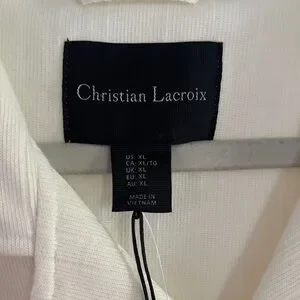 Christian Lacroix
US: XL
CA: XL/TG
UK: XL
EU: XL
AU: XL
MADE IN
VIETNAM